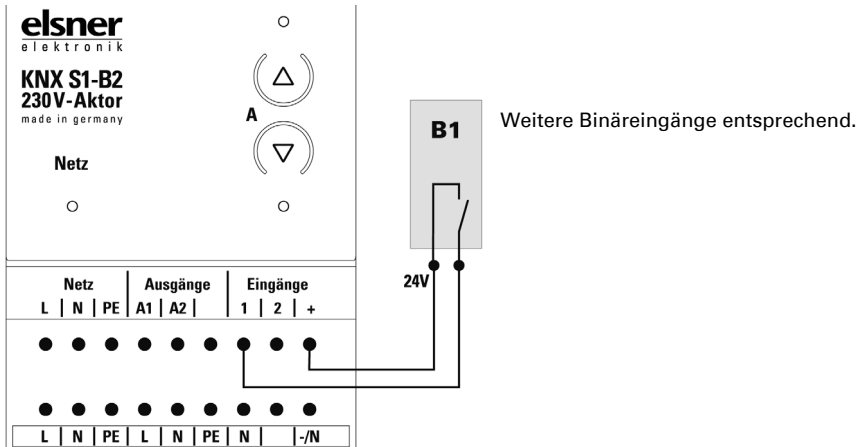 elsner
elektronik
KNX S1-B2
230V-Aktor
made in germany
A
Netz
B1
Weitere Binäreingänge entsprechend.
24V
Netz | Ausgänge | Eingänge
L | N | PE | A1 | A2 | | 1 | 2 | +
L | N | PE | L | N | PE | N | | -/N